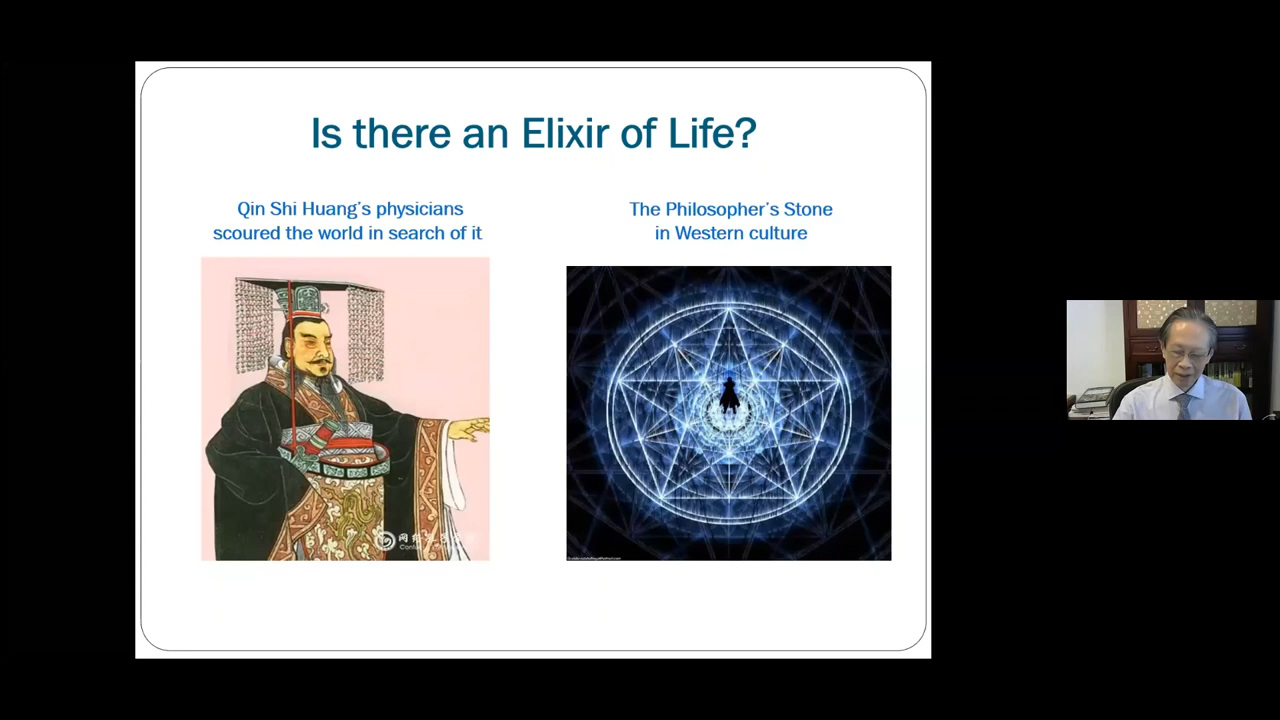 Is there an Elixir of Life?
Qin Shi Huang's physicians
scoured the world in search of it
The Philosopher's Stone
in Western culture